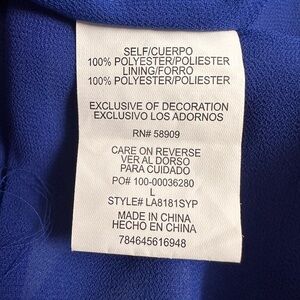 SELF/CUERPO
100% POLYESTER/POLIESTER
LINING/FORRO
100% POLYESTER/POLIESTER
EXCLUSIVE OF DECORATION
EXCLUSIVO LOS ADORNOS
RN# 58909
CARE ON REVERSE
VER AL DORSO
PARA CUIDADO
PO# 100-00036280
L
STYLE# LA8181SYP
MADE IN CHINA
HECHO EN CHINA
784645616948